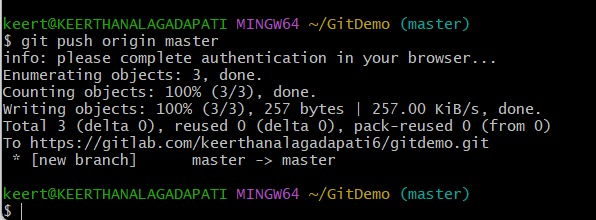 keert@KEERTHANALAGADAPATI MINGW64 ~/GitDemo (master)
$ git push origin master
info: please complete authentication in your browser...
Enumerating objects: 3, done.
Counting objects: 100% (3/3), done.
Writing objects: 100% (3/3), 257 bytes | 257.00 KiB/s, done.
Total 3 (delta 0), reused 0 (delta 0), pack-reused 0 (from 0)
To https://gitlab.com/keerthanalagadapati6/gitdemo.git
 * [new branch]      master -> master
keert@KEERTHANALAGADAPATI MINGW64 ~/GitDemo (master)
$